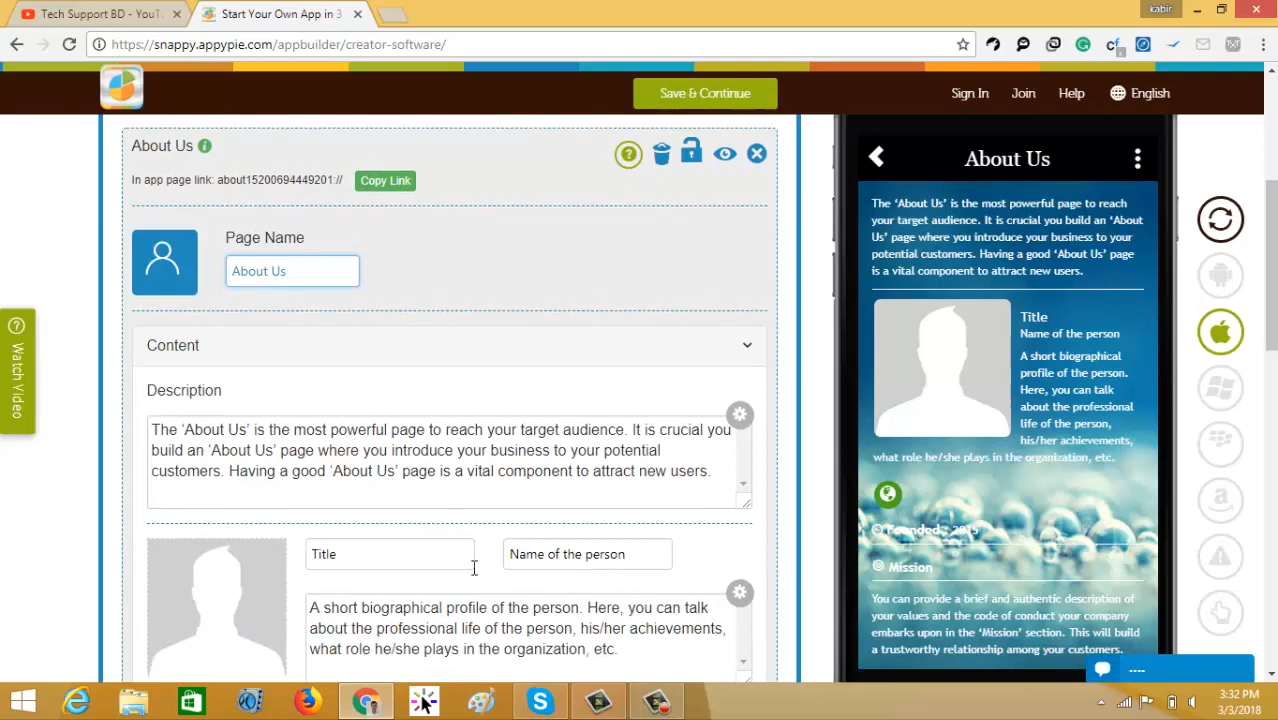 Tech Support BD - YouT
Start Your Own App in 3
kabir
https://snappy.appypie.com/appbuilder/creator-software/
Save & Continue
Sign In
Join
Help
English
About Us
In app page link: about15200694449201://
Copy Link
Page Name
About Us
Content
Description
The ‘About Us’ is the most powerful page to reach your target audience. It is crucial you
build an ‘About Us’ page where you introduce your business to your potential
customers. Having a good ‘About Us’ page is a vital component to attract new users.
Title
Name of the person
A short biographical profile of the person. Here, you can talk
about the professional life of the person, his/her achievements,
what role he/she plays in the organization, etc.
Watch Video
About Us
The ‘About Us’ is the most powerful page to reach
your target audience. It is crucial you build an ‘About
Us’ page where you introduce your business to your
potential customers. Having a good ‘About Us’ page
is a vital component to attract new users.
Title
Name of the person
A short biographical
profile of the person.
Here, you can talk
about the professional
life of the person,
his/her achievements,
what role he/she plays in the organization, etc.
Founded : 2015
Mission
You can provide a brief and authentic description of
your values and the code of conduct your company
embarks upon in the ‘Mission’ section. This will build
a trustworthy relationship among your customers.
----
3:32 PM
3/3/2018